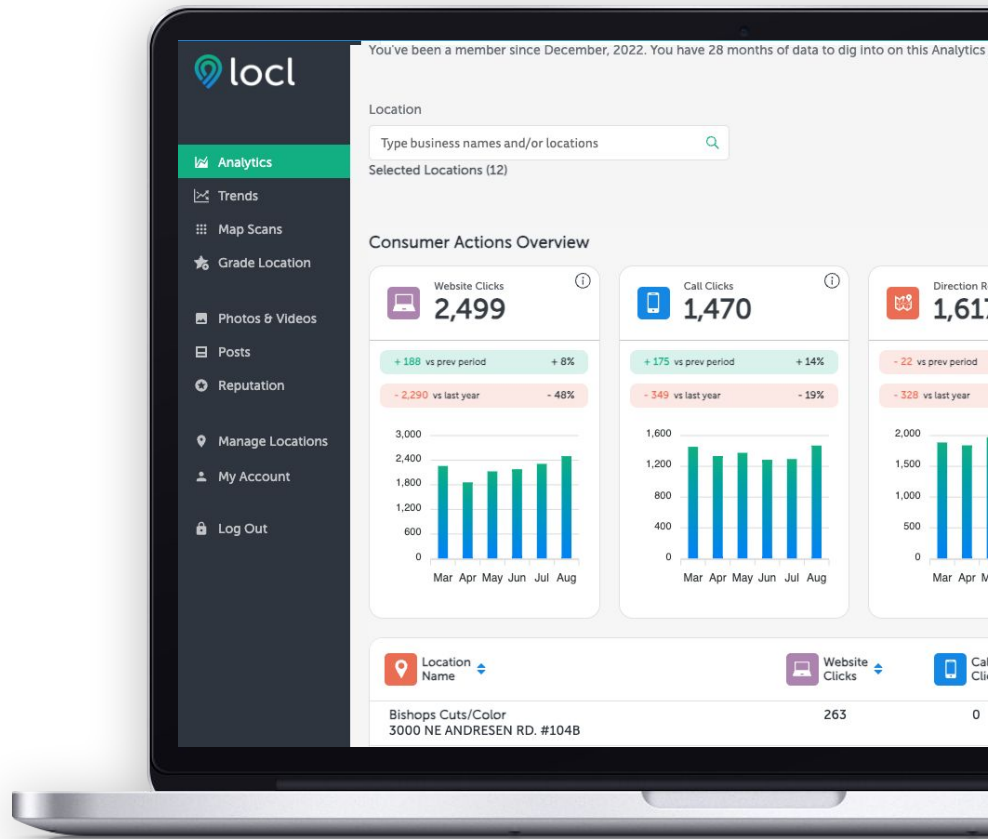 locl
You've been a member since December, 2022. You have 28 months of data to dig into on this Analytics
Location
Type business names and/or locations
Selected Locations (12)
Analytics
Trends
Map Scans
Grade Location
Photos & Videos
Posts
Reputation
Manage Locations
My Account
Log Out
Consumer Actions Overview
Website Clicks
2,499
+ 188 vs prev period + 8%
- 2,290 vs last year - 48%
3,000
2,400
1,800
1,200
600
0
Mar Apr May Jun Jul Aug
Call Clicks
1,470
+ 175 vs prev period + 14%
- 349 vs last year - 19%
1,600
1,200
800
400
0
Mar Apr May Jun Jul Aug
Direction
1,617
- 22 vs prev period
- 328 vs last year
2,000
1,500
1,000
500
0
Mar Apr
Location
Name
Website
Clicks
Bishops Cuts/Color
3000 NE ANDRESEN RD. #104B
263
0